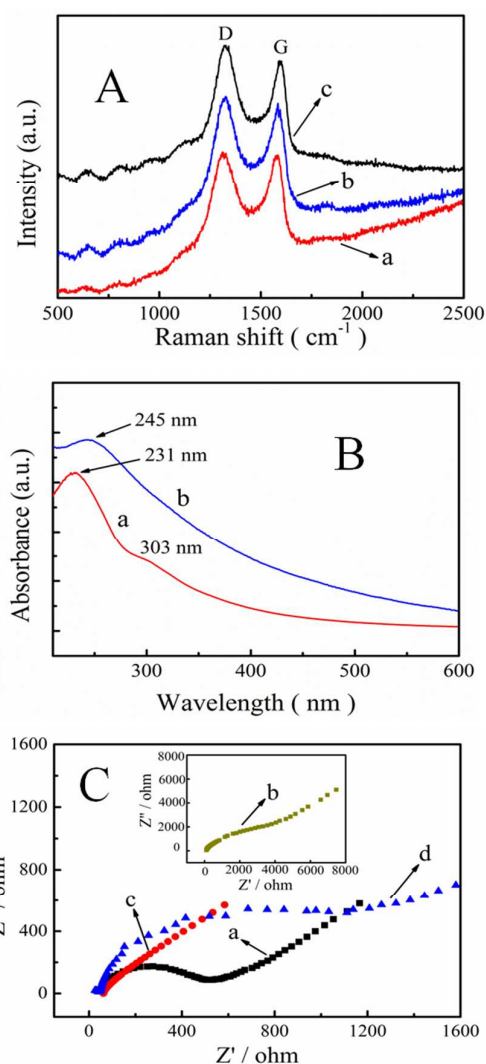 D
G
A
c
b
a
Intensity (a.u.)
500 1000 1500 2000 2500
Raman shift ( cm⁻¹)
245 nm
231 nm
B
b
a
303 nm
Absorbance (a.u.)
300 400 500 600
Wavelength ( nm )
1600
1200
800
400
0
C
8000
6000
4000
2000
0
Z'' / ohm
b
0 2000 4000 6000 8000
Z' / ohm
c
a
d
0 400 800 1200 1600
Z' / ohm